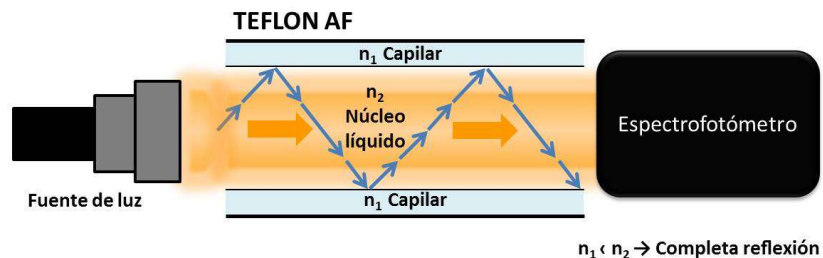 TEFLON AF
n₁ Capilar
n₂
Núcleo
líquido
n₁ Capilar
Fuente de luz
Espectrofotómetro
n₁ ‹ n₂ → Completa reflexión